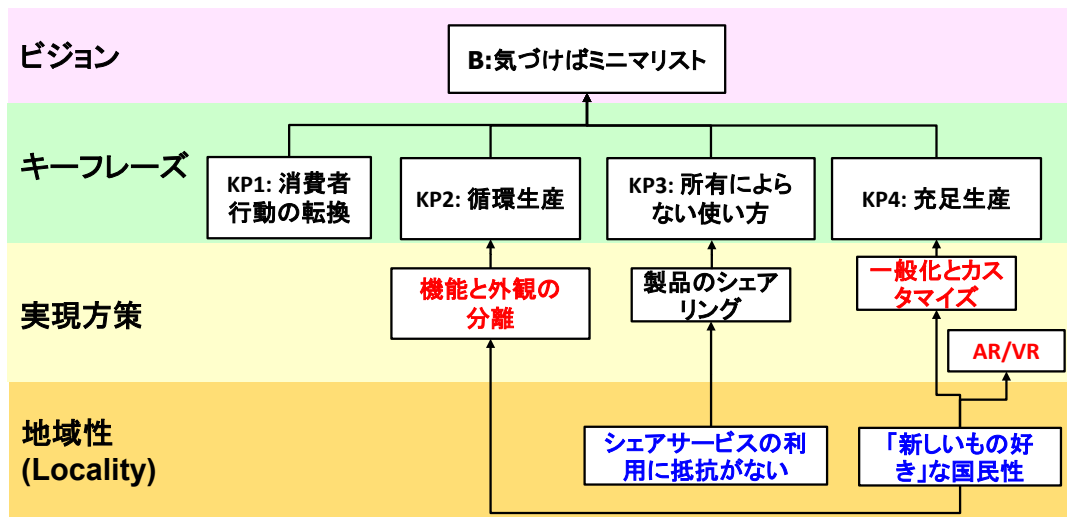 ビジョン
B:気づけばミニマリスト
キーフレーズ
KP1: 消費者
行動の転換
KP2: 循環生産
KP3: 所有によら
ない使い方
KP4: 充足生産
実現方策
機能と外観の
分離
製品のシェア
リング
一般化とカス
タマイズ
AR/VR
地域性
(Locality)
シェアサービスの利
用に抵抗がない
「新しいもの好
き」な国民性